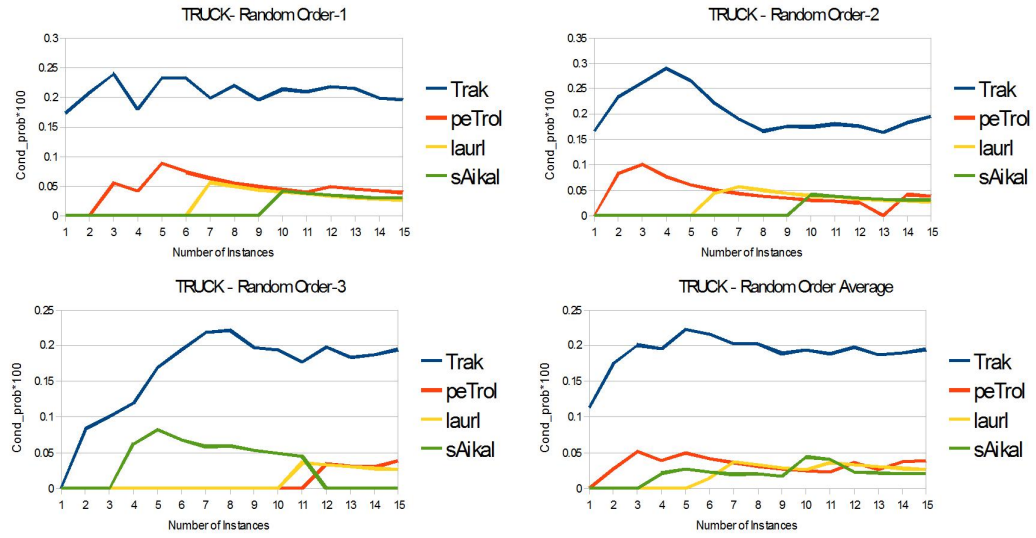 TRUCK- Random Order-1
0.3
0.25
0.2
0.15
0.1
0.05
0
Cond_prob*100
1 2 3 4 5 6 7 8 9 10 11 12 13 14 15
Number of Instances
Trak
peTrol
laurI
sAikal
TRUCK - Random Order-2
0.35
0.3
0.25
0.2
0.15
0.1
0.05
0
Cond_prob*100
1 2 3 4 5 6 7 8 9 10 11 12 13 14 15
Number of Instances
Trak
peTrol
laurI
sAikal
TRUCK - Random Order-3
0.25
0.2
0.15
0.1
0.05
0
Cond_prob*100
1 2 3 4 5 6 7 8 9 10 11 12 13 14 15
Number of Instances
Trak
peTrol
laurI
sAikal
TRUCK - Random Order Average
0.25
0.2
0.15
0.1
0.05
0
Cond_prob*100
1 2 3 4 5 6 7 8 9 10 11 12 13 14 15
Number of Instances
Trak
peTrol
laurI
sAikal